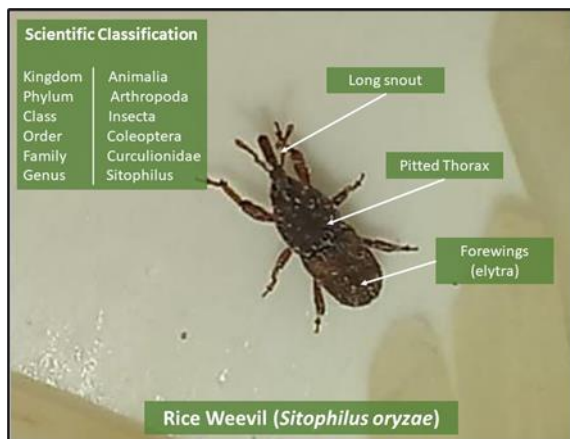 Scientific Classification
Kingdom Animalia
Phylum Arthropoda
Class Insecta
Order Coleoptera
Family Curculionidae
Genus Sitophilus
Long snout
Pitted Thorax
Forewings
(elytra)
Rice Weevil (Sitophilus oryzae)